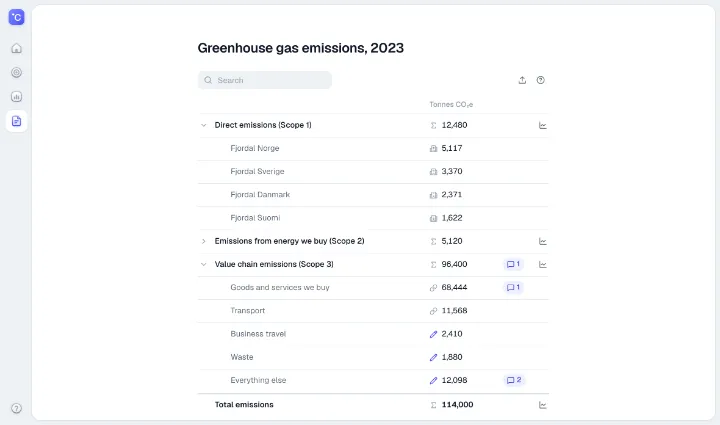 °C
Greenhouse gas emissions, 2023
Search
Tonnes CO₂e
Direct emissions (Scope 1) Σ 12,480
Fjordal Norge 5,117
Fjordal Sverige 3,370
Fjordal Danmark 2,371
Fjordal Suomi 1,622
Emissions from energy we buy (Scope 2) Σ 5,120
Value chain emissions (Scope 3) Σ 96,400 1
Goods and services we buy 68,444 1
Transport 11,568
Business travel 2,410
Waste 1,880
Everything else 12,098 2
Total emissions Σ 114,000